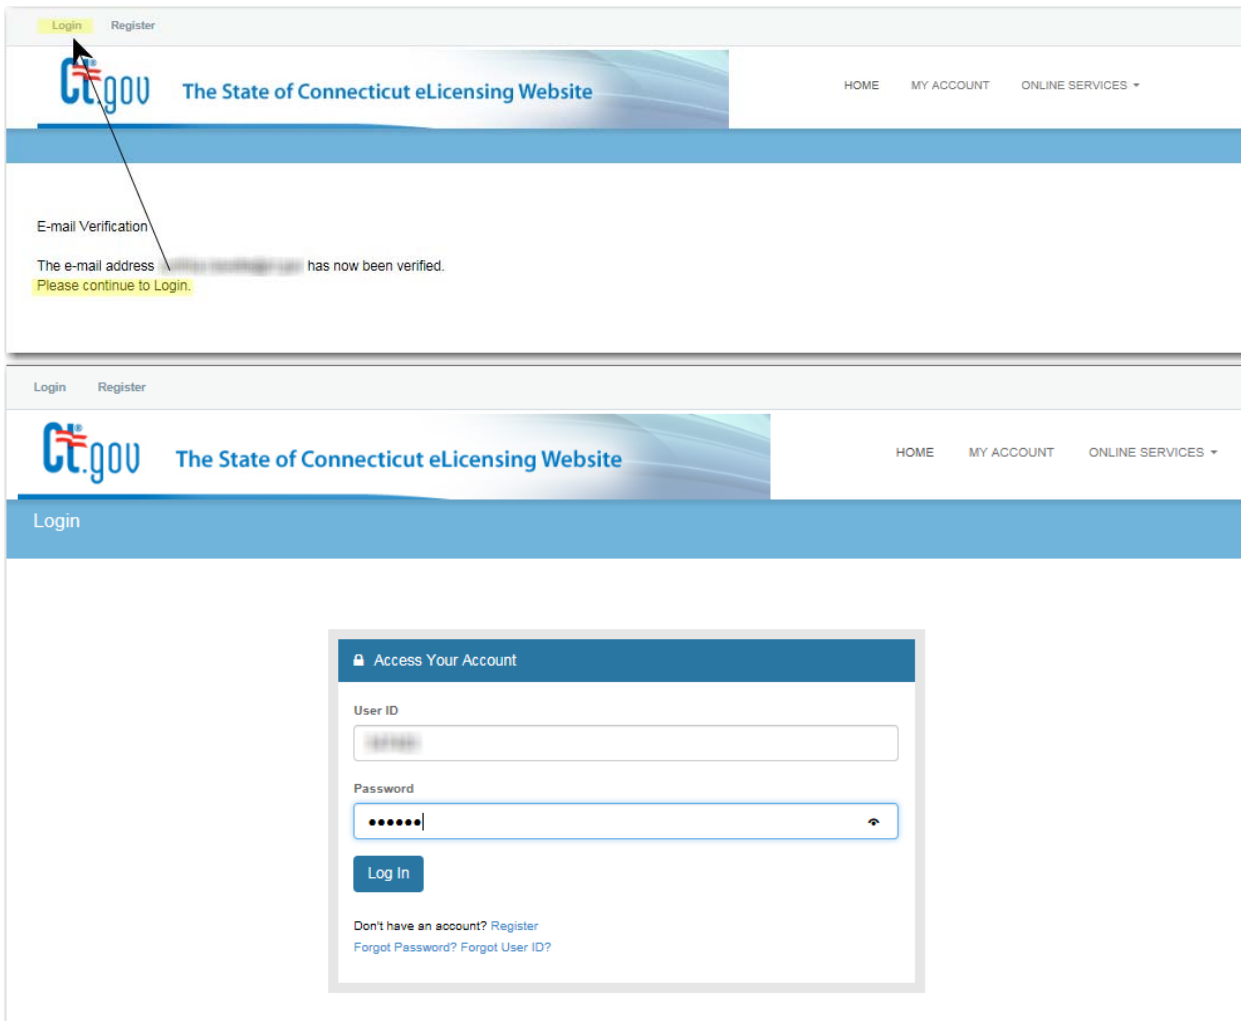 Login Register
Ct.gov The State of Connecticut eLicensing Website HOME MY ACCOUNT ONLINE SERVICES
E-mail Verification
The e-mail address has now been verified.
Please continue to Login.
Login Register
Ct.gov The State of Connecticut eLicensing Website HOME MY ACCOUNT ONLINE SERVICES
Login
Access Your Account
User ID
Password
Log In
Don't have an account? Register
Forgot Password? Forgot User ID?